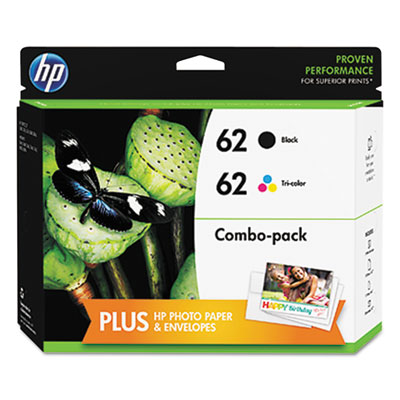 hp
PROVEN
PERFORMANCE
FOR SUPERIOR PRINTS*
62 Black
62 Tri-color
Combo-pack
PLUS HP PHOTO PAPER
& ENVELOPES
HAPPY Birthday